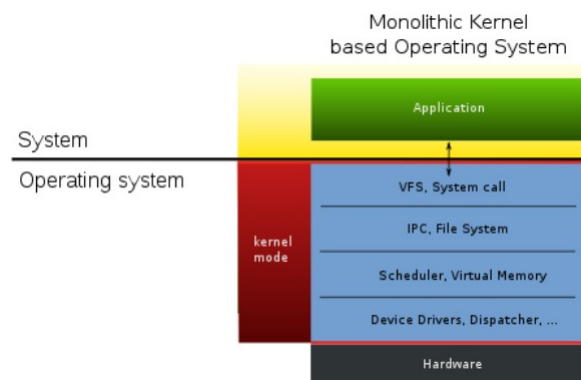 Monolithic Kernel
based Operating System
Application
System
Operating system
VFS, System call
kernel
mode
IPC, File System
Scheduler, Virtual Memory
Device Drivers, Dispatcher, ...
Hardware